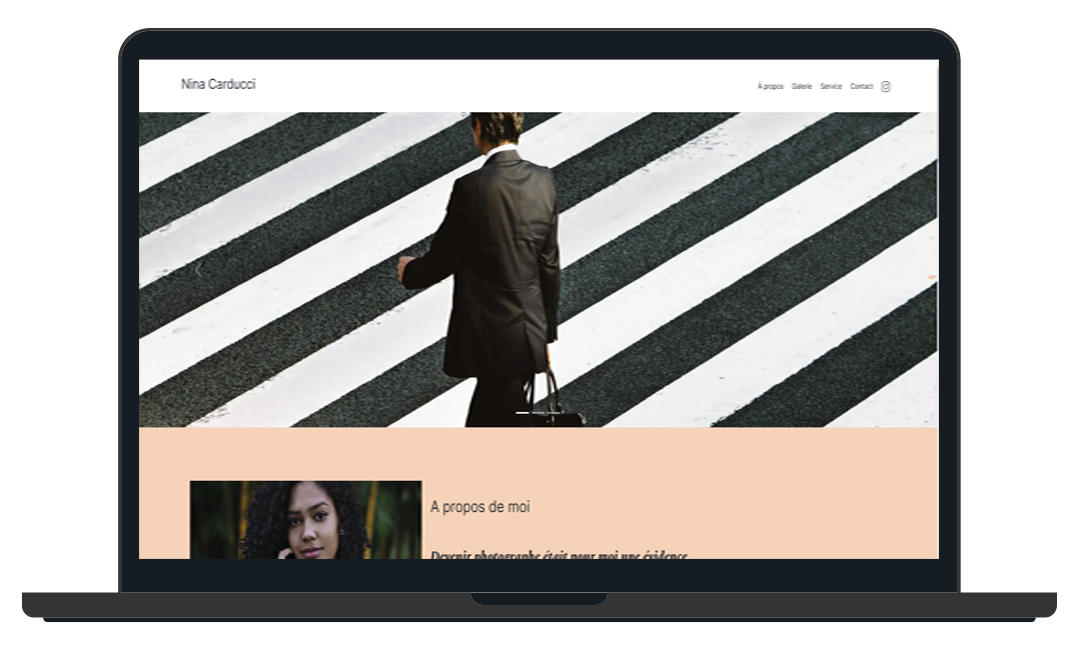 Nina Carducci
À propos Galerie Service Contact
A propos de moi
Devenir photographe était pour moi une évidence